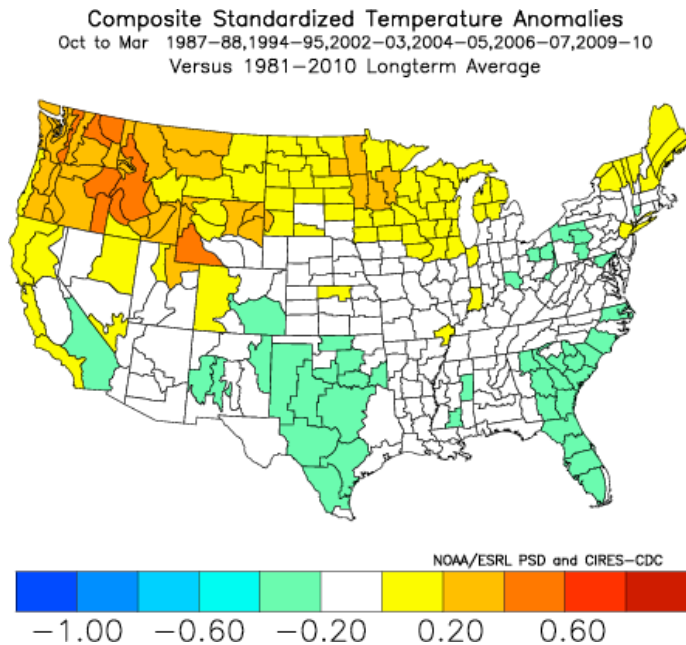 Composite Standardized Temperature Anomalies
Oct to Mar 1987-88,1994-95,2002-03,2004-05,2006-07,2009-10
Versus 1981-2010 Longterm Average
NOAA/ESRL PSD and CIRES-CDC
-1.00 -0.60 -0.20 0.20 0.60